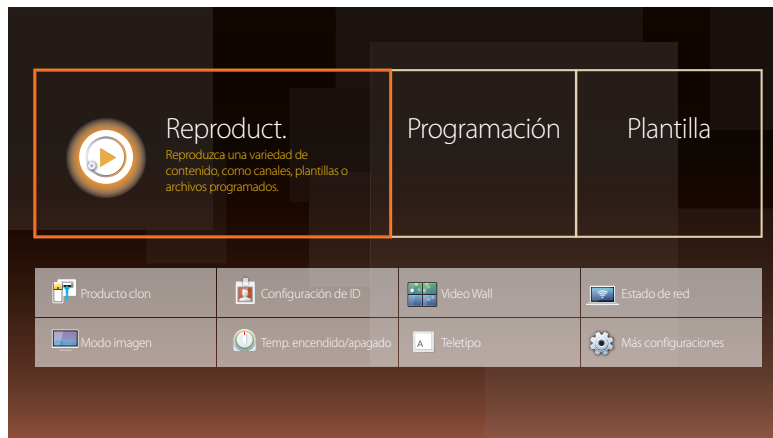 Reproduct.
Reproduzca una variedad de
contenido, como canales, plantillas o
archivos programados.
Programación
Plantilla
Producto clon
Configuración de ID
Video Wall
Estado de red
Modo imagen
Temp. encendido/apagado
A
Teletipo
Más configuraciones